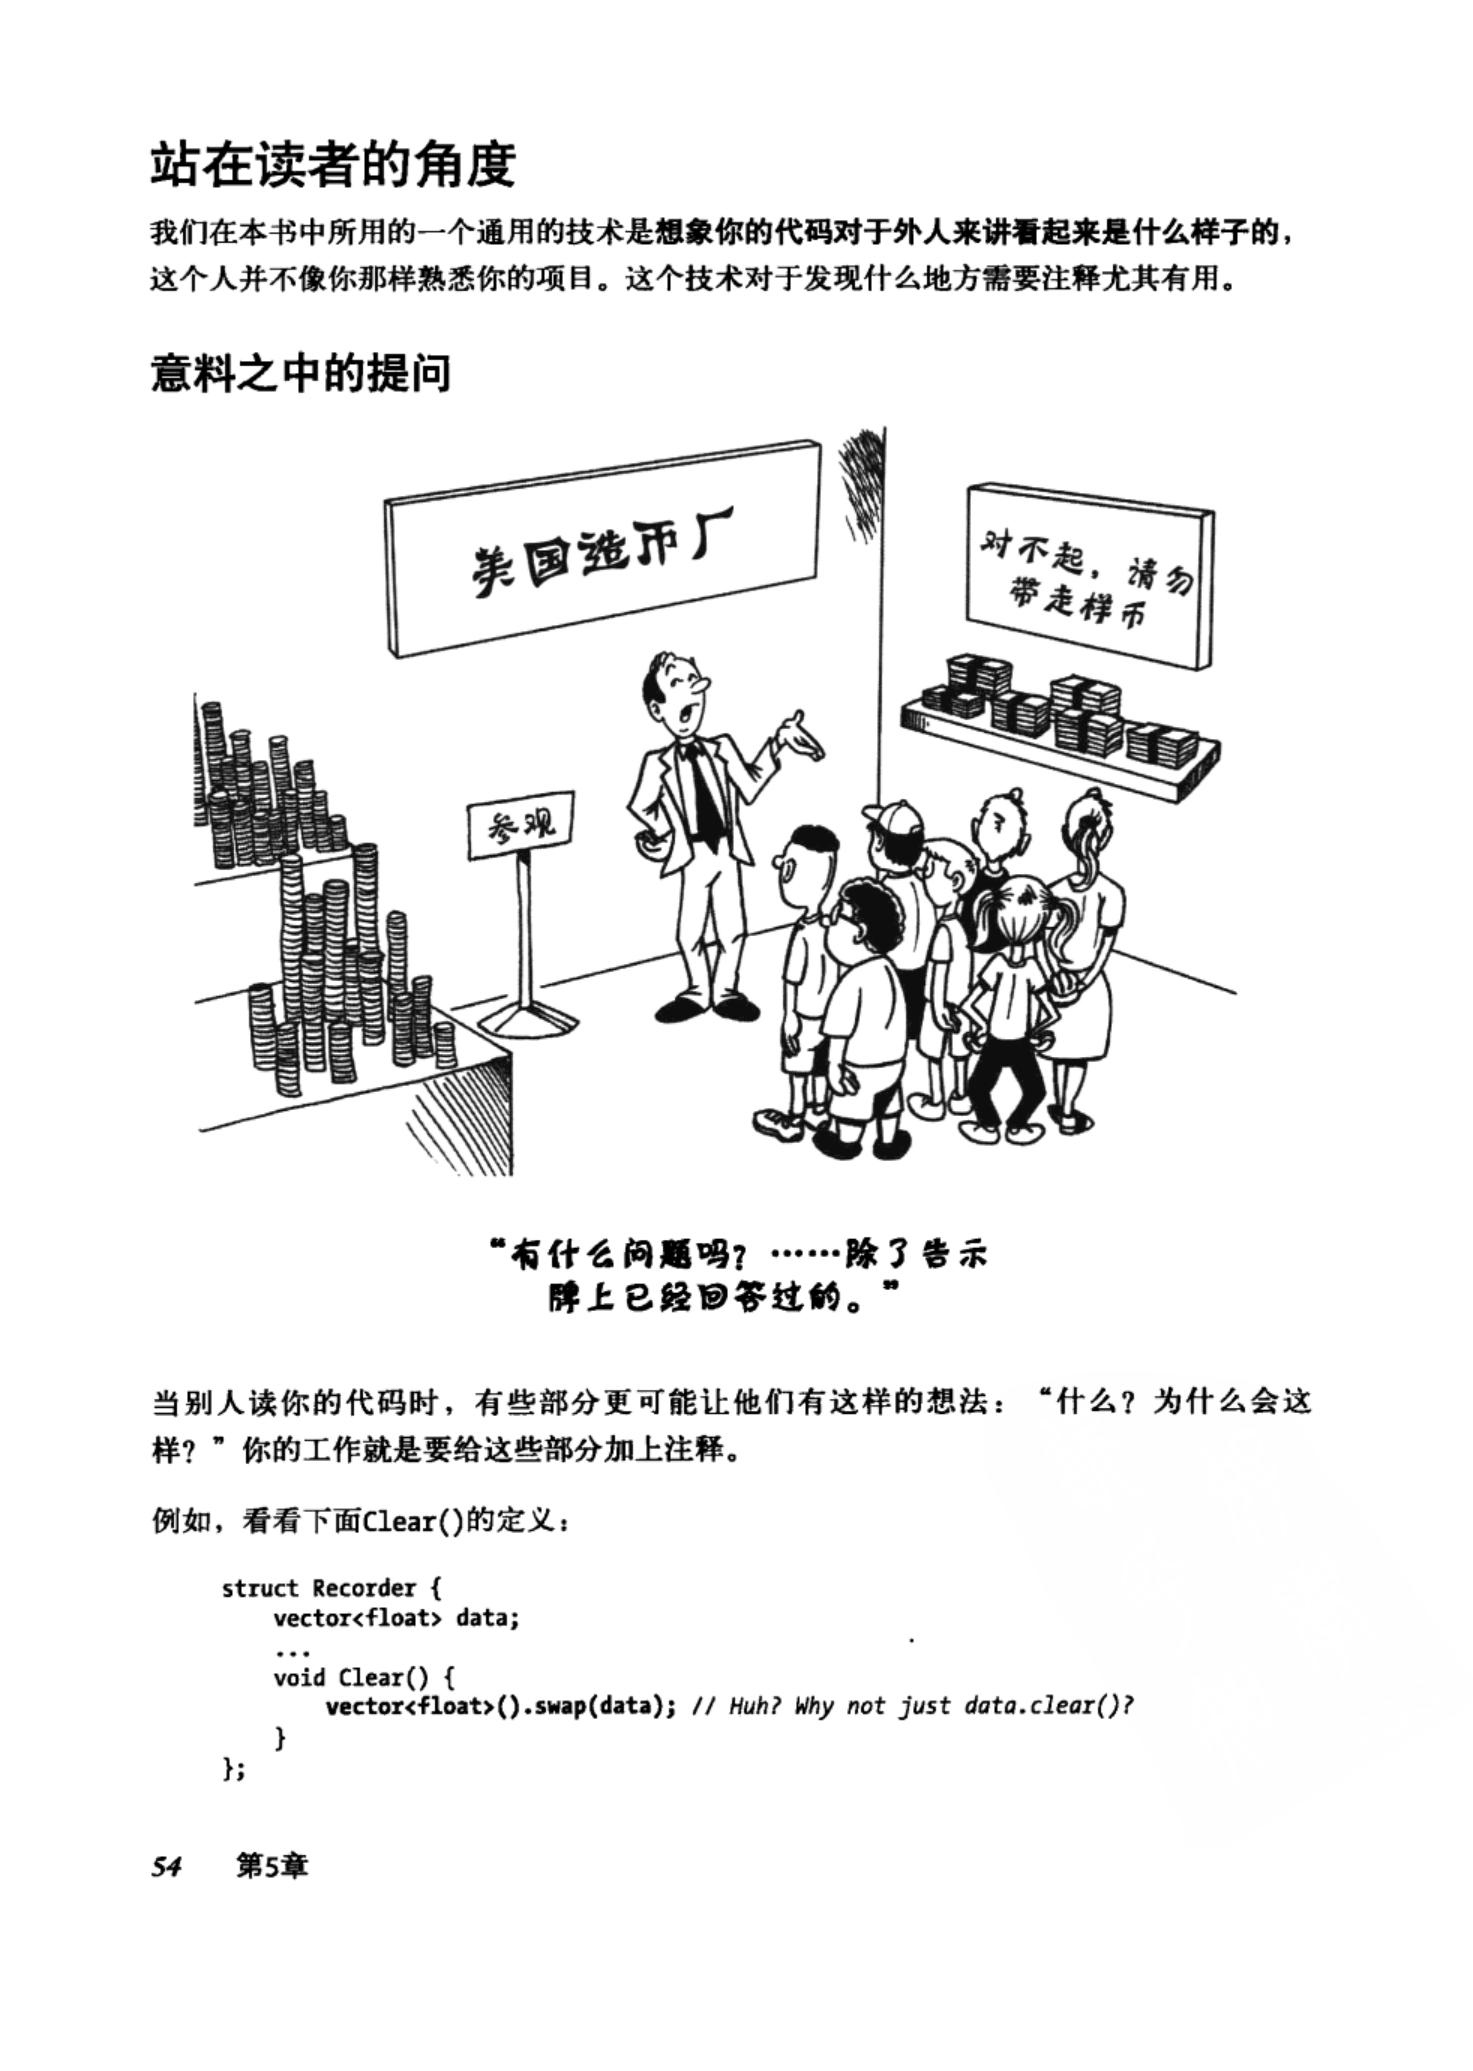 站在读者的角度
我们在本书中所用的一个通用的技术是想象你的代码对于外人来讲看起来是什么样子的，
这个人并不像你那样熟悉你的项目。这个技术对于发现什么地方需要注释尤其有用。
意料之中的提问
美国造币厂
对不起，请勿
带走样币
参观
“有什么问题吗？……除了告示
牌上已经回答过的。”
当别人读你的代码时，有些部分更可能让他们有这样的想法：“什么？为什么会这
样？”你的工作就是要给这些部分加上注释。
例如，看看下面Clear()的定义：
struct Recorder {
    vector<float> data;
    ...
    void Clear() {
        vector<float>().swap(data); // Huh? Why not just data.clear()?
    }
};
54 第5章